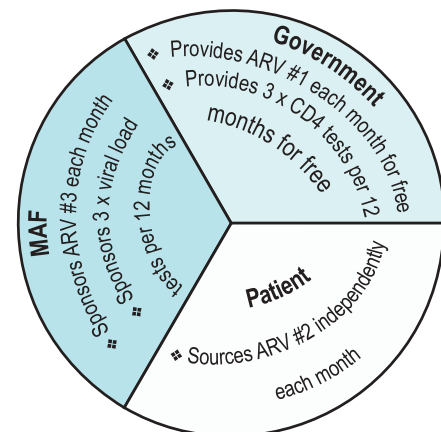 Government
❖ Provides ARV #1 each month for free
❖ Provides 3 x CD4 tests per 12
months for free
MAF
❖ Sponsors ARV #3 each month
❖ Sponsors 3 x viral load
tests per 12 months
Patient
❖ Sources ARV #2 independently
each month